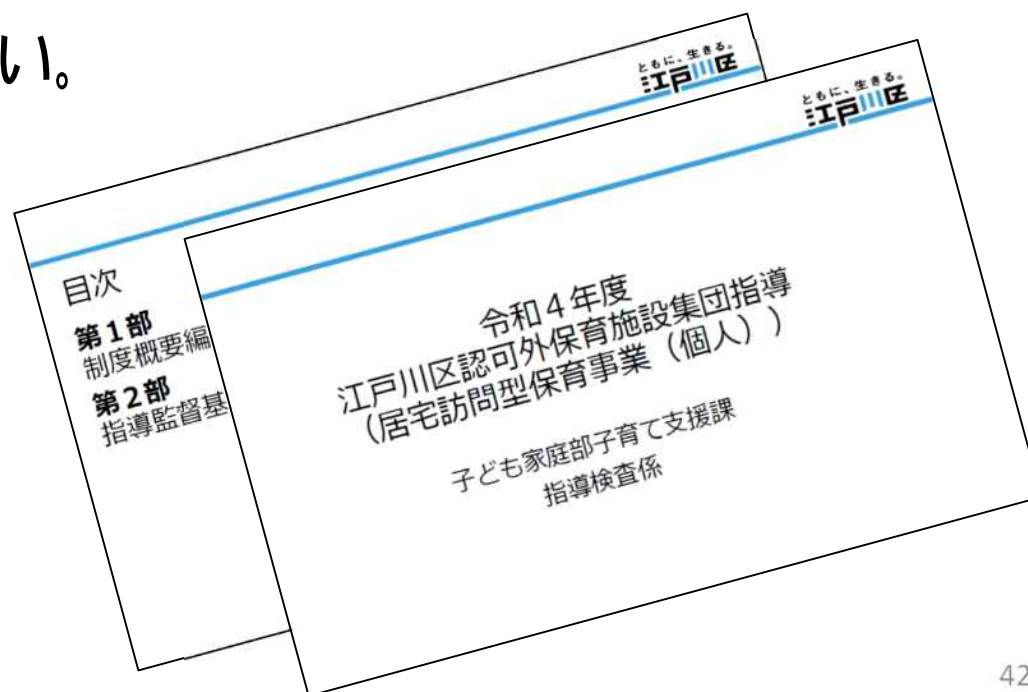 い。
ともに、生きる。
江戸川区
目次
第1部
制度概要編
第2部
指導監督基
ともに、生きる。
江戸川区
令和4年度
江戸川区認可外保育施設集団指導
（居宅訪問型保育事業（個人））
子ども家庭部子育て支援課
指導検査係
42